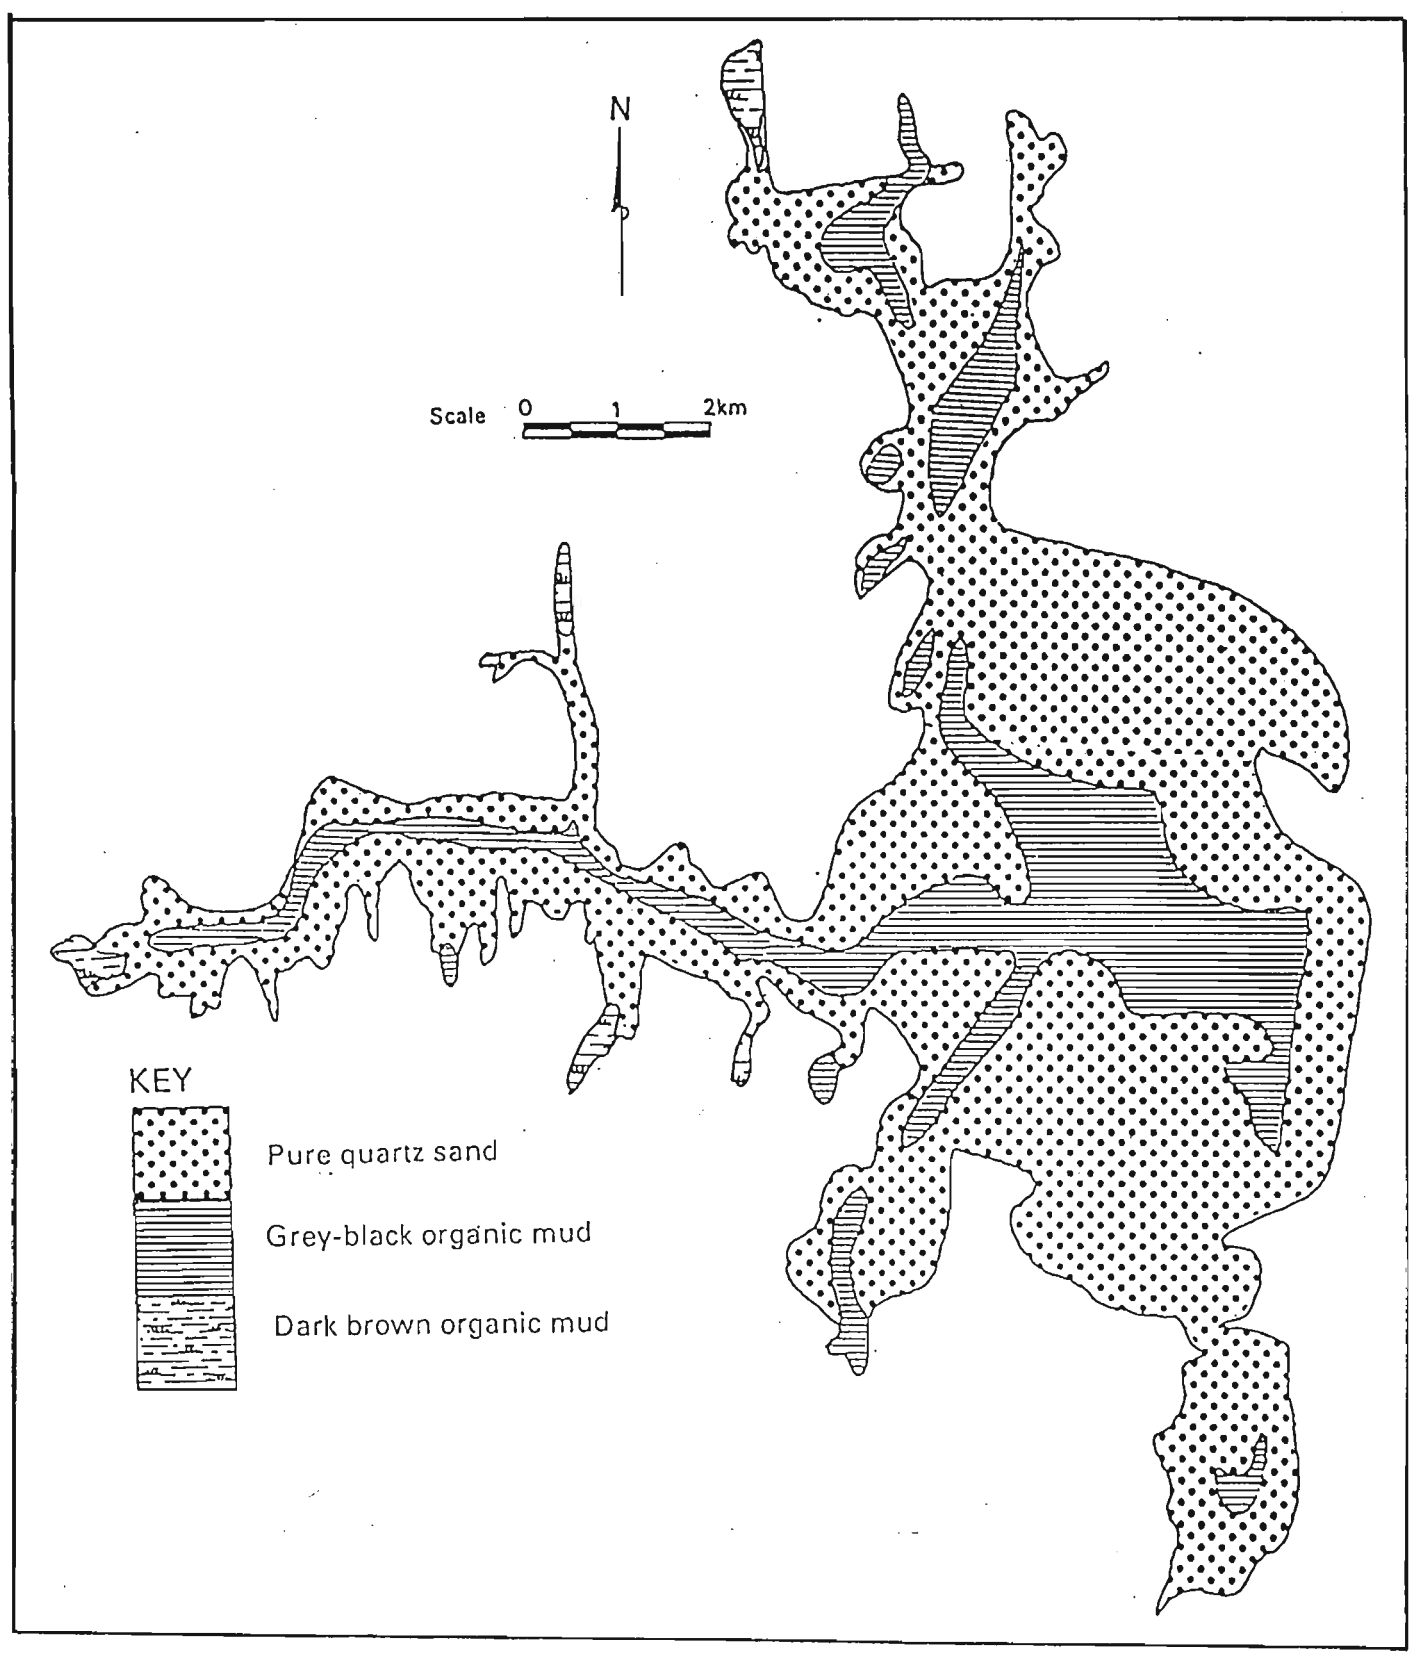 N
Scale 0 1 2km
KEY
Pure quartz sand
Grey-black organic mud
Dark brown organic mud